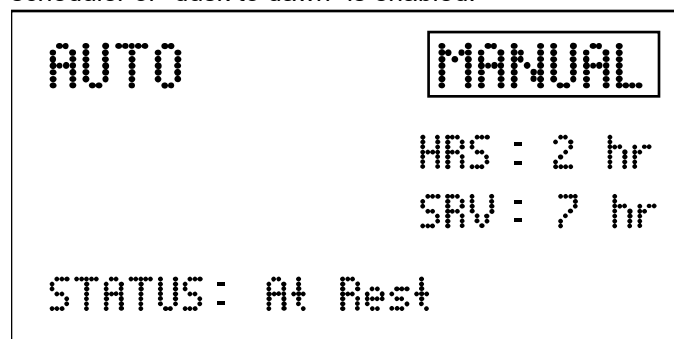 scheduler or "dusk to dawn" is enabled.
AUTO MANUAL
HRS: 2 hr
SRV: 7 hr
STATUS: At Rest